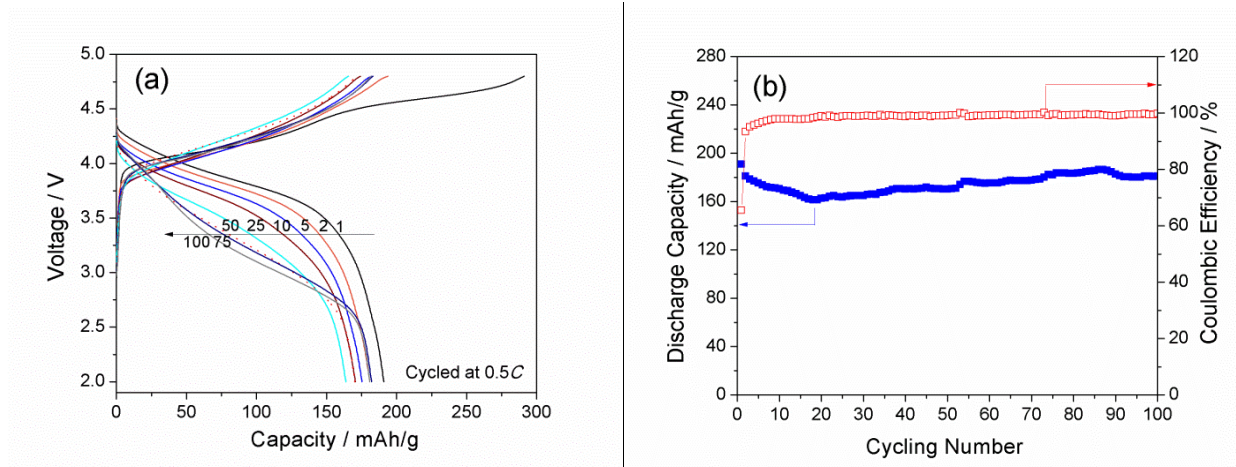 (a)
5.0
4.5
4.0
3.5
3.0
2.5
2.0
Voltage / V
100 75 50 25 10 5 2 1
Cycled at 0.5C
0 50 100 150 200 250 300
Capacity / mAh/g
(b)
280
240
200
160
120
80
40
0
Discharge Capacity / mAh/g
120
100
80
60
40
20
0
Coulombic Efficiency / %
0 10 20 30 40 50 60 70 80 90 100
Cycling Number